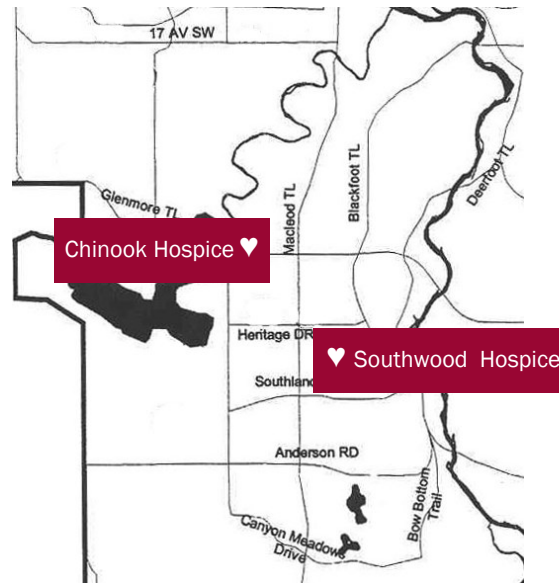 17 AV SW
Glenmore TL
Macleod TL
Blackfoot TL
Deerfoot TL
Chinook Hospice ♥
Heritage DR
♥ Southwood Hospice
Southland
Anderson RD
Bow Bottom
Trail
Canyon Meadows
Drive